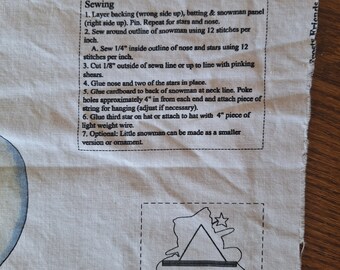 Sewing
1. Layer backing (wrong side up), batting & snowman panel
(right side up). Pin. Repeat for stars and nose.
2. Sew around outline of snowman using 12 stitches per
inch.
A. Sew 1/4" inside outline of nose and stars using 12
stitches per inch.
3. Cut 1/8" outside of sewn line or up to line with pinking
shears.
4. Glue nose and two of the stars in place.
5. Glue cardboard to back of snowman at neck line. Poke
holes approximately 4" in from each end and attach piece of
string for hanging (adjust if necessary).
6. Glue third star on hat or attach to hat with 4" piece of
light weight wire.
7. Optional: Little snowman can be made as a smaller
version or ornament.